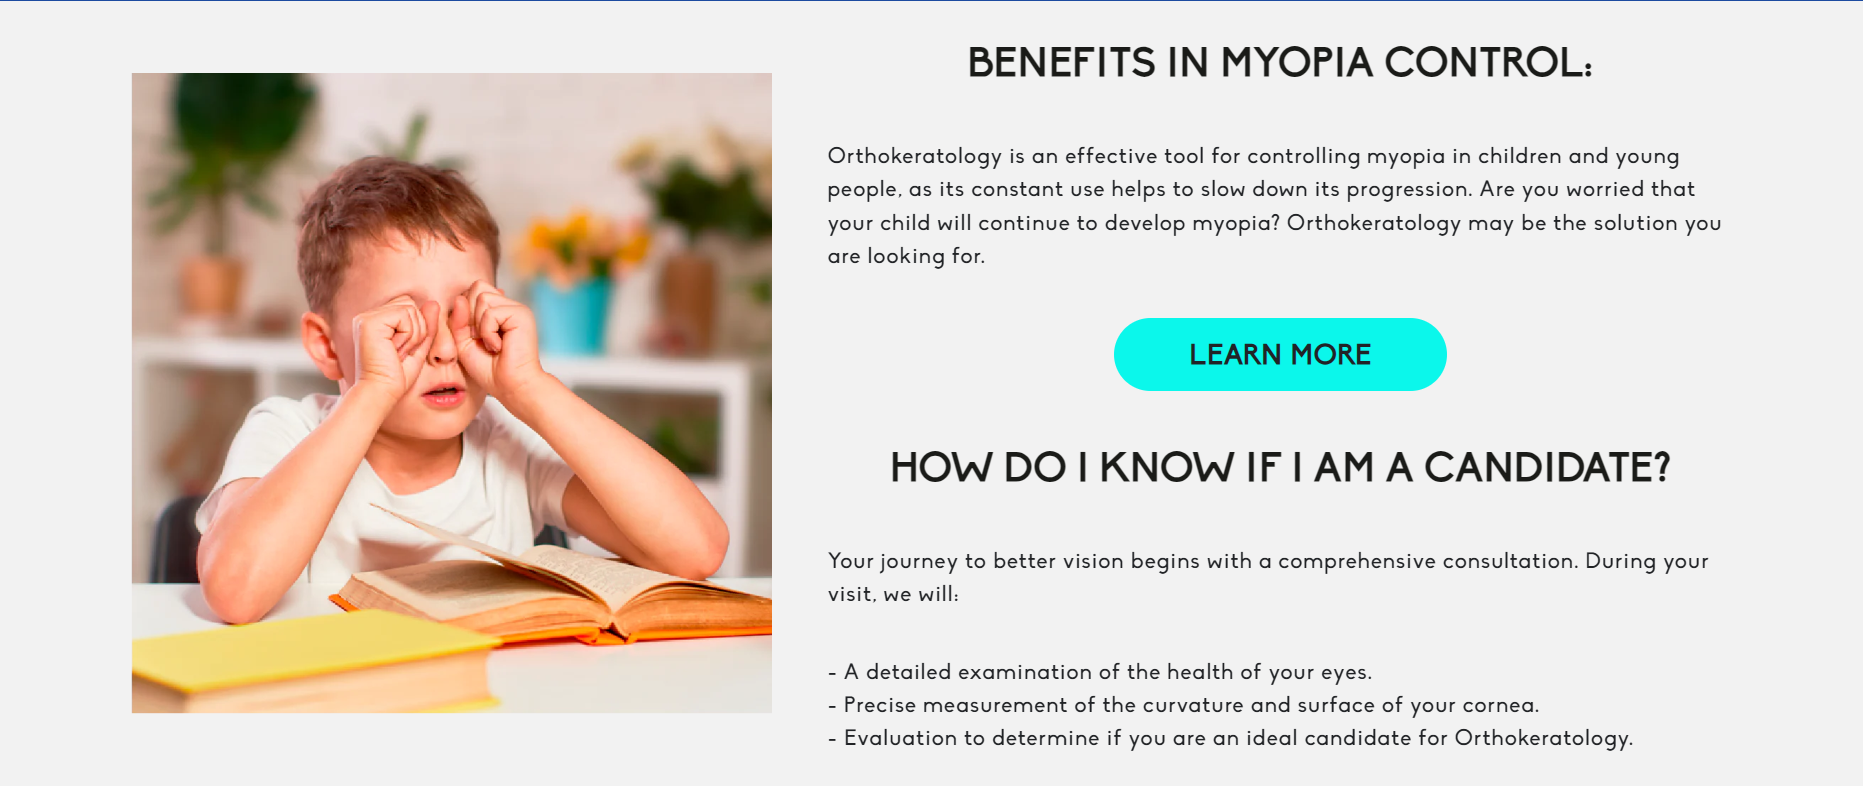 BENEFITS IN MYOPIA CONTROL:
Orthokeratology is an effective tool for controlling myopia in children and young
people, as its constant use helps to slow down its progression. Are you worried that
your child will continue to develop myopia? Orthokeratology may be the solution you
are looking for.
LEARN MORE
HOW DO I KNOW IF I AM A CANDIDATE?
Your journey to better vision begins with a comprehensive consultation. During your
visit, we will:
- A detailed examination of the health of your eyes.
- Precise measurement of the curvature and surface of your cornea.
- Evaluation to determine if you are an ideal candidate for Orthokeratology.